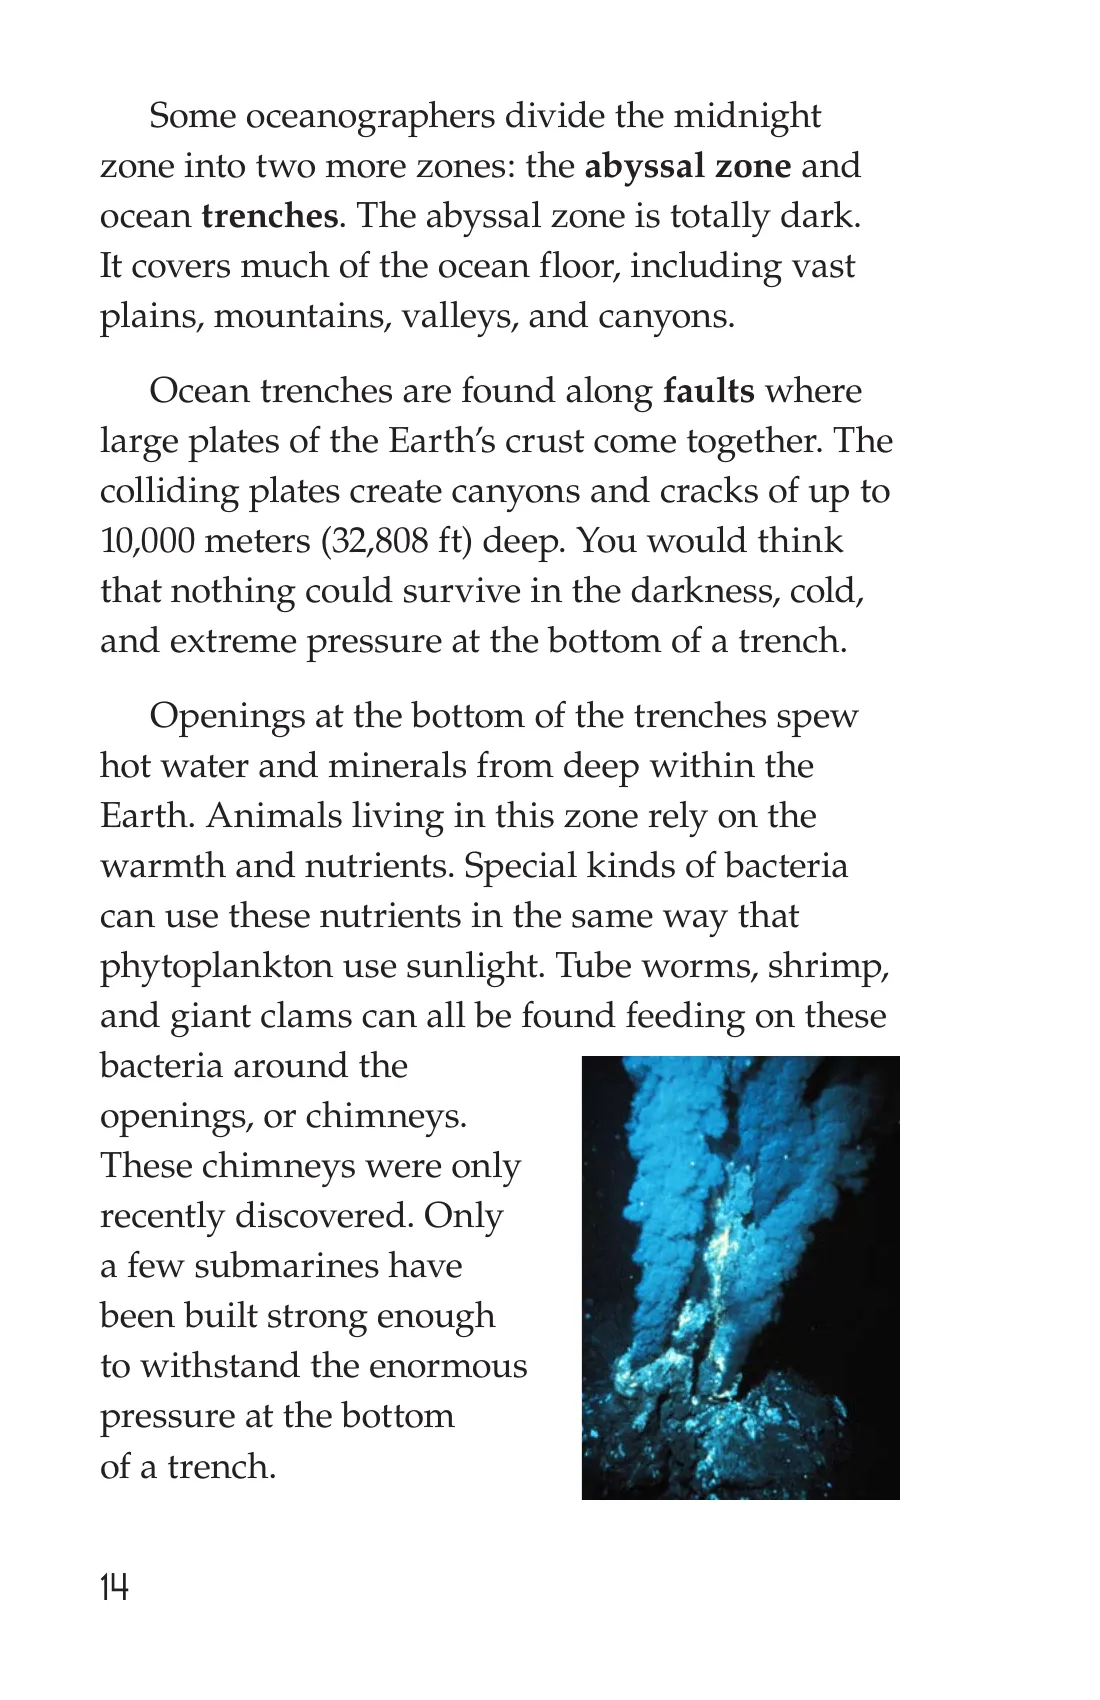 Some oceanographers divide the midnight
zone into two more zones: the abyssal zone and
ocean trenches. The abyssal zone is totally dark.
It covers much of the ocean floor, including vast
plains, mountains, valleys, and canyons.
Ocean trenches are found along faults where
large plates of the Earth’s crust come together. The
colliding plates create canyons and cracks of up to
10,000 meters (32,808 ft) deep. You would think
that nothing could survive in the darkness, cold,
and extreme pressure at the bottom of a trench.
Openings at the bottom of the trenches spew
hot water and minerals from deep within the
Earth. Animals living in this zone rely on the
warmth and nutrients. Special kinds of bacteria
can use these nutrients in the same way that
phytoplankton use sunlight. Tube worms, shrimp,
and giant clams can all be found feeding on these
bacteria around the
openings, or chimneys.
These chimneys were only
recently discovered. Only
a few submarines have
been built strong enough
to withstand the enormous
pressure at the bottom
of a trench.
14